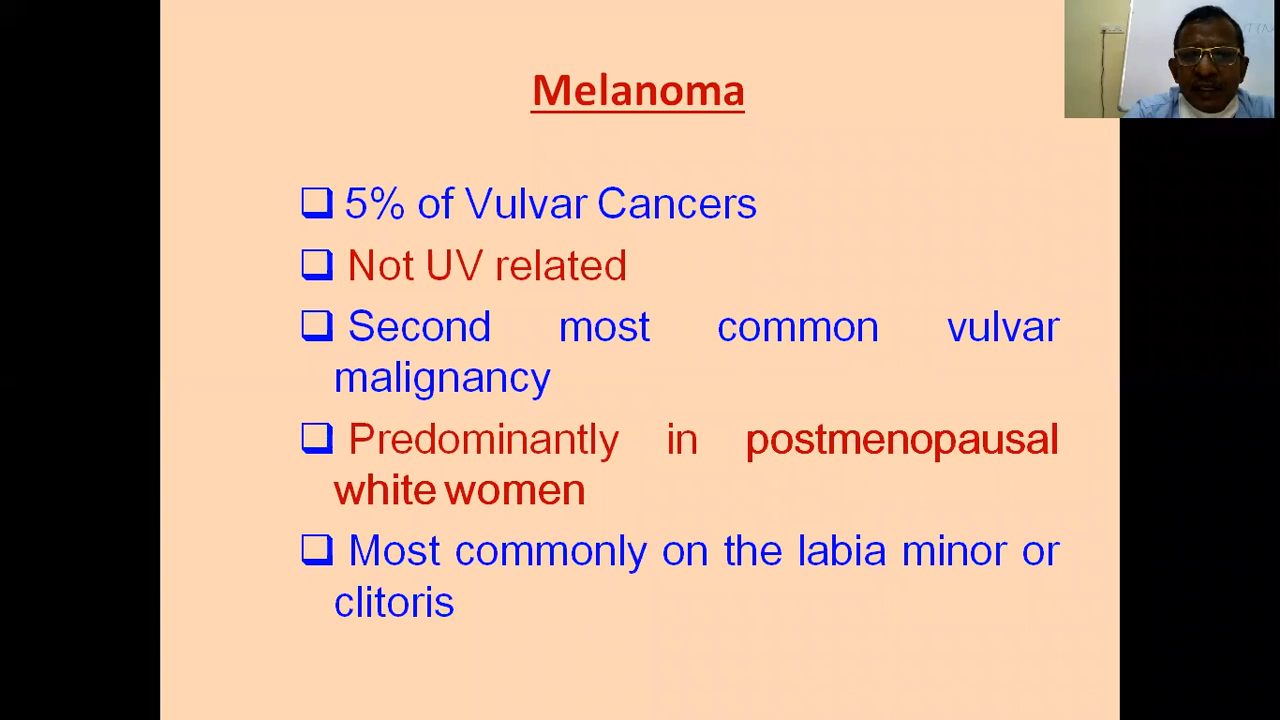 Melanoma
5% of Vulvar Cancers
Not UV related
Second most common vulvar
malignancy
Predominantly in postmenopausal
white women
Most commonly on the labia minor or
clitoris